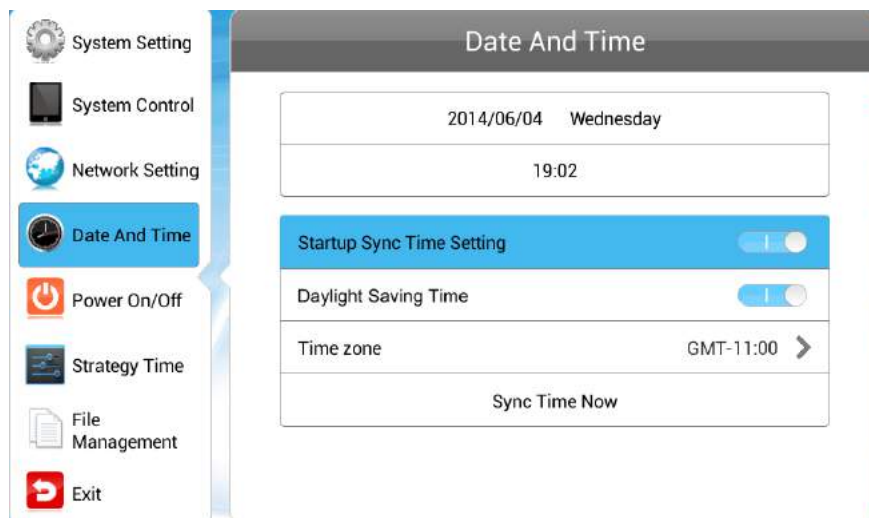 System Setting
System Control
Network Setting
Date And Time
Power On/Off
Strategy Time
File
Management
Exit
Date And Time
2014/06/04 Wednesday
19:02
Startup Sync Time Setting
Daylight Saving Time
Time zone GMT-11:00
Sync Time Now